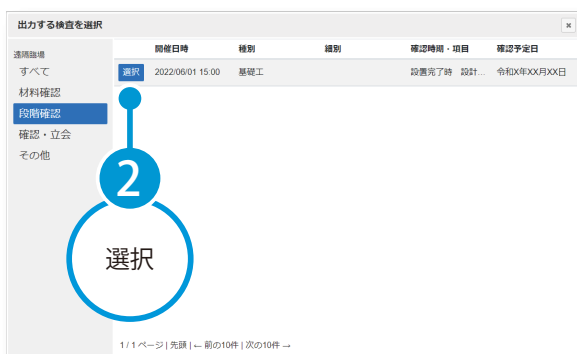 出力する検査を選択
×
遠隔臨場
すべて
材料確認
段階確認
確認・立会
その他
開催日時 種別 細別 確認時期・項目 確認予定日
選択 2022/06/01 15:00 基礎工 設置完了時 設計... 令和X年XX月XX日
2
選択
1 / 1 ページ | 先頭 | ← 前の10件 | 次の10件 →